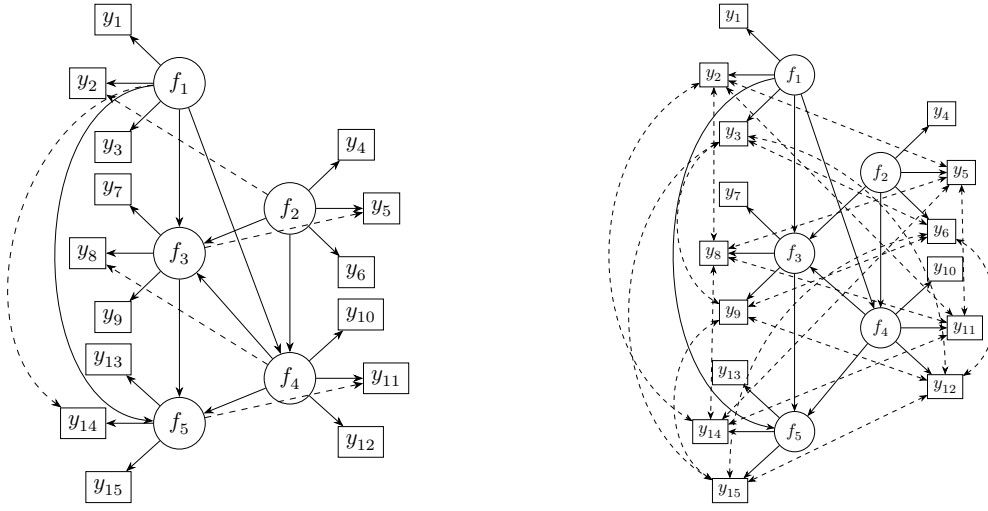 y₁
y₂
f₁
y₃
y₄
y₇
f₂
y₅
y₈
f₃
y₆
y₉
y₁₀
y₁₃
f₄
y₁₁
y₁₄
f₅
y₁₂
y₁₅
y₁
y₂
f₁
y₃
y₄
f₂
y₅
y₇
y₆
y₈
f₃
y₁₀
y₉
f₄
y₁₁
y₁₃
y₁₂
y₁₄
f₅
y₁₅